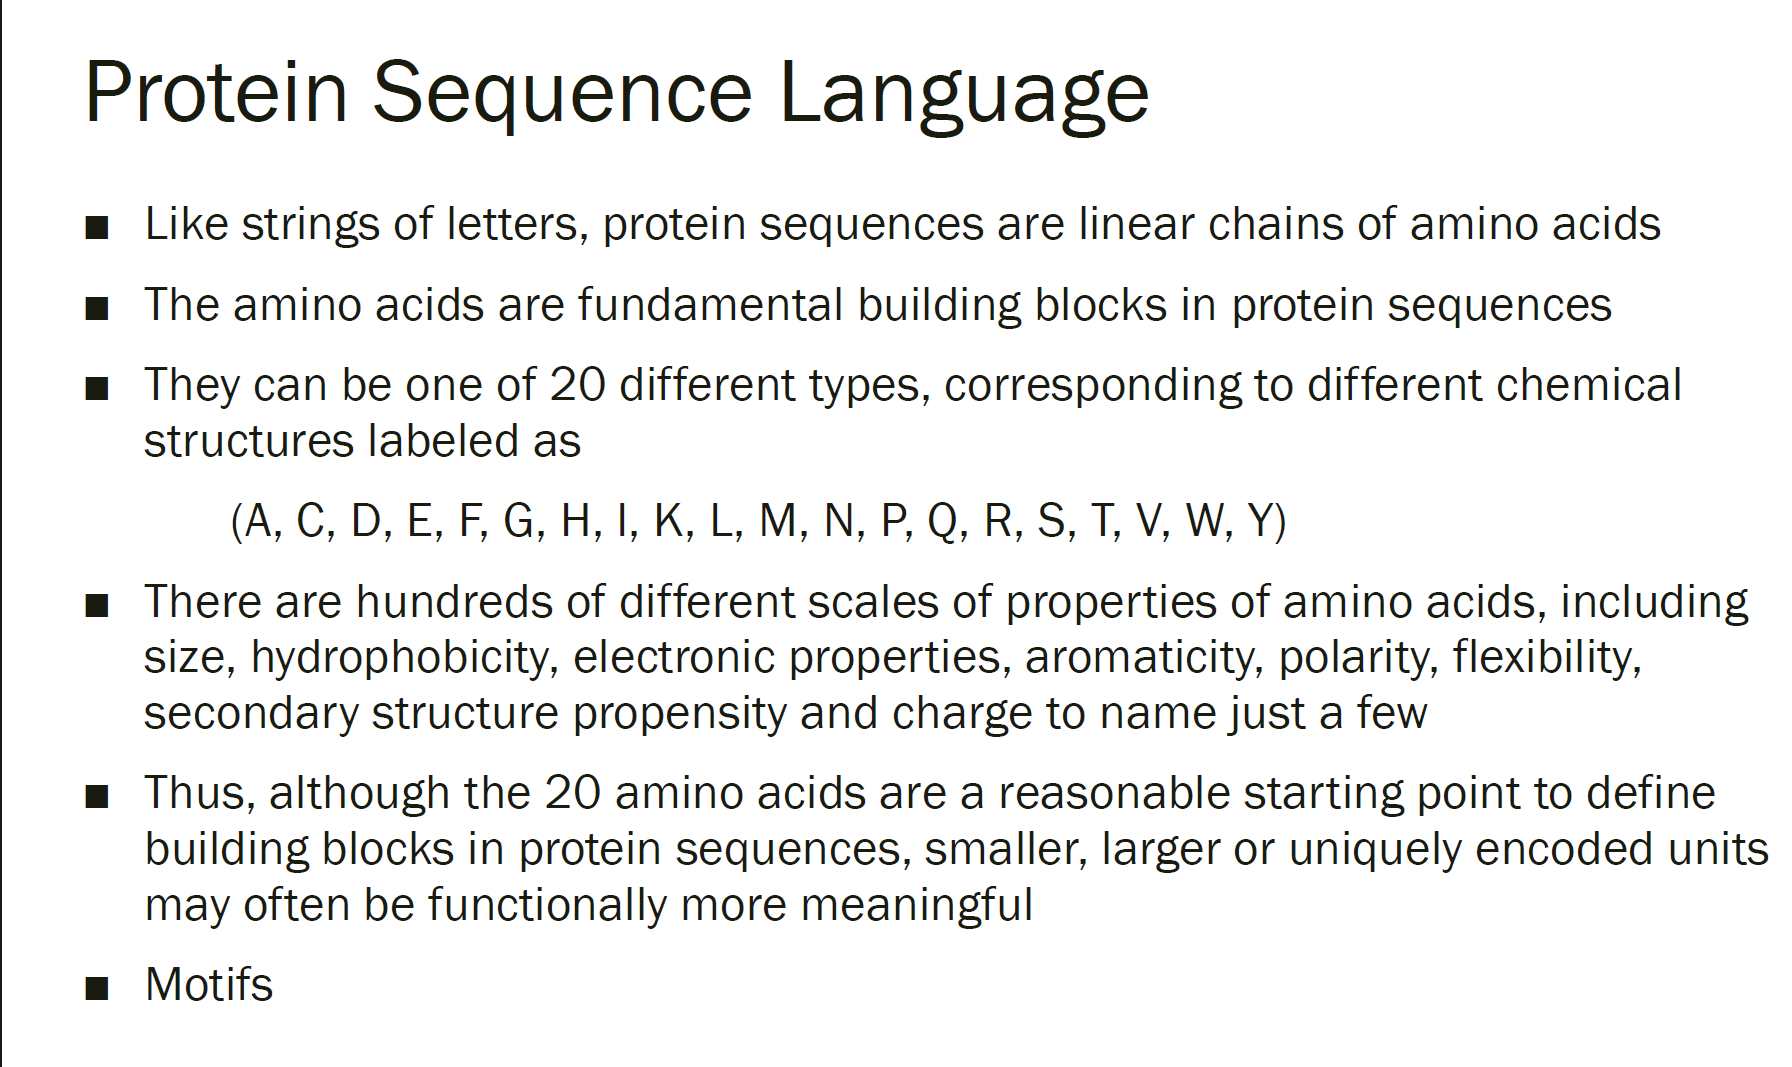 Protein Sequence Language
■ Like strings of letters, protein sequences are linear chains of amino acids
■ The amino acids are fundamental building blocks in protein sequences
■ They can be one of 20 different types, corresponding to different chemical
structures labeled as
(A, C, D, E, F, G, H, I, K, L, M, N, P, Q, R, S, T, V, W, Y)
■ There are hundreds of different scales of properties of amino acids, including
size, hydrophobicity, electronic properties, aromaticity, polarity, flexibility,
secondary structure propensity and charge to name just a few
■ Thus, although the 20 amino acids are a reasonable starting point to define
building blocks in protein sequences, smaller, larger or uniquely encoded units
may often be functionally more meaningful
■ Motifs